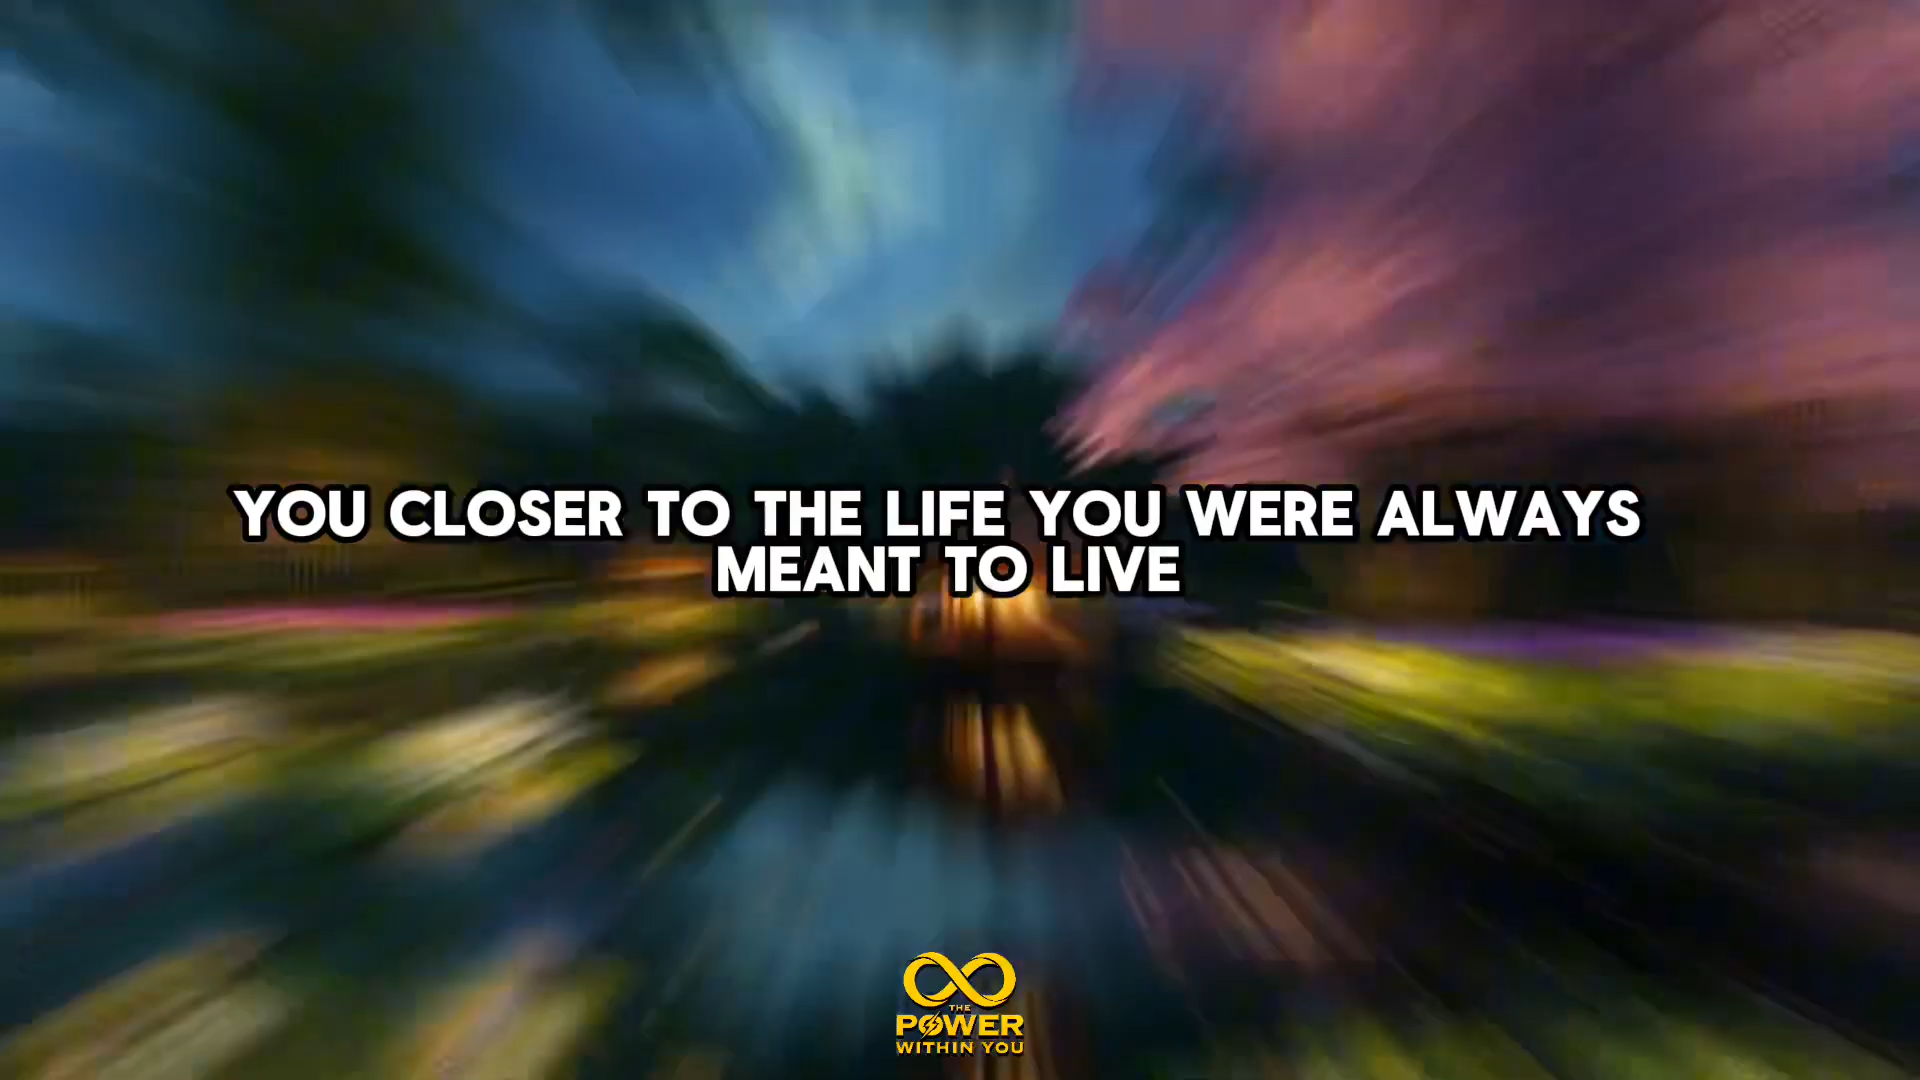 YOU CLOSER TO THE LIFE YOU WERE ALWAYS
MEANT TO LIVE
THE
POWER
WITHIN YOU